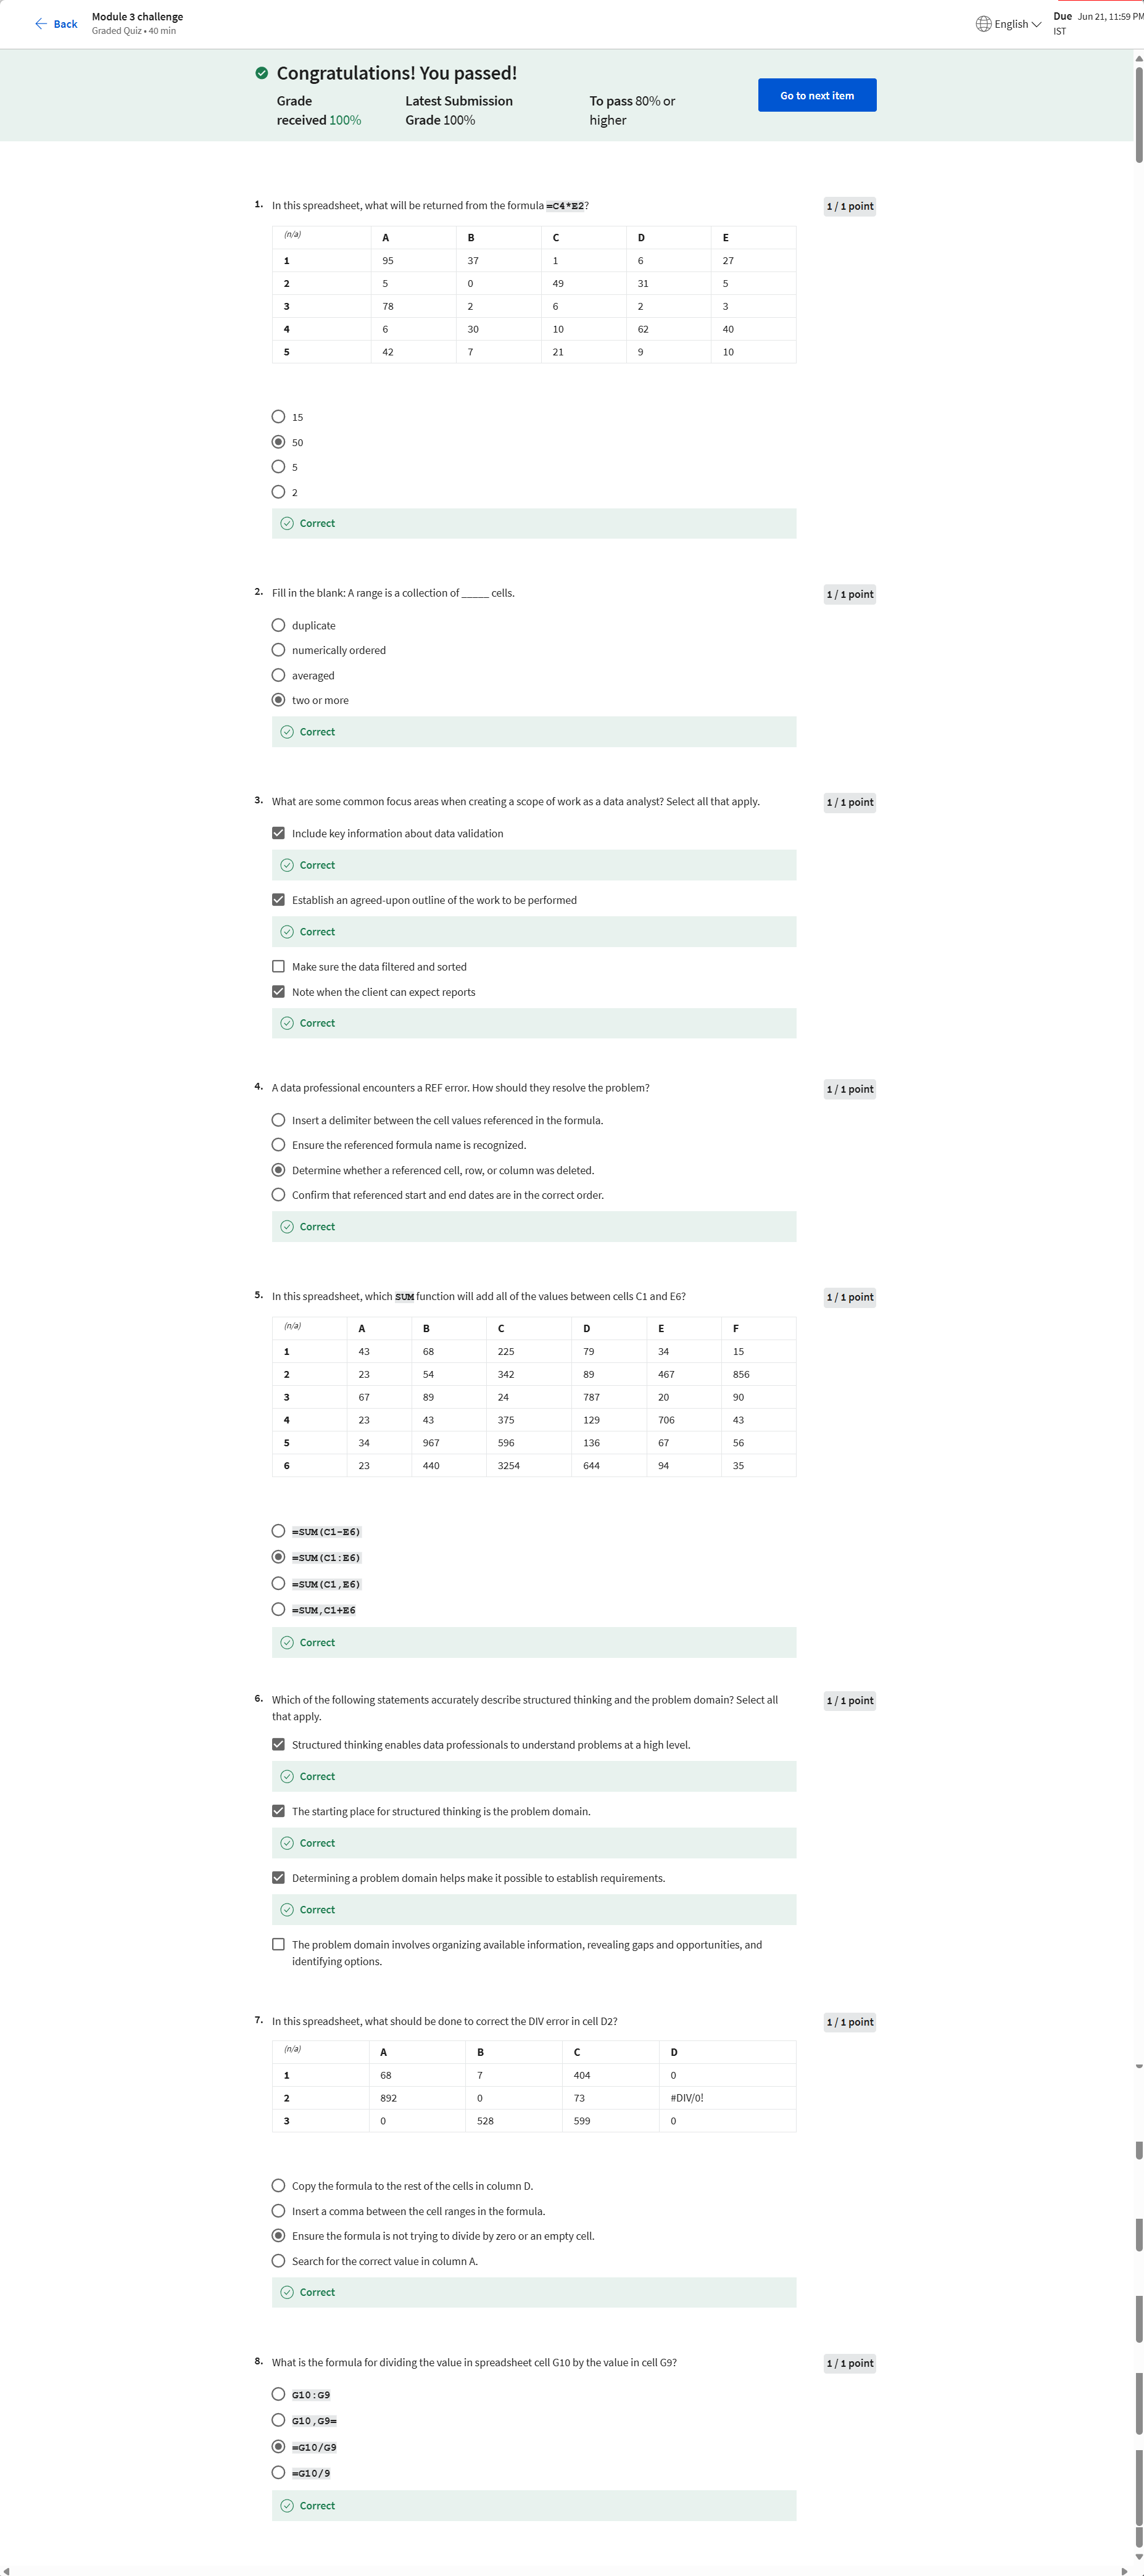 Back
Module 3 challenge
Graded Quiz • 40 min
English
Due Jun 21, 11:59 PM
IST
Congratulations! You passed!
Grade
received 100%
Latest Submission
Grade 100%
To pass 80% or
higher
Go to next item
1. In this spreadsheet, what will be returned from the formula =C4*E2?
1 / 1 point
(n/a) A B C D E
1 95 37 1 6 27
2 5 0 49 31 5
3 78 2 6 2 3
4 6 30 10 62 40
5 42 7 21 9 10
15
50
5
2
Correct
2. Fill in the blank: A range is a collection of _____ cells.
1 / 1 point
duplicate
numerically ordered
averaged
two or more
Correct
3. What are some common focus areas when creating a scope of work as a data analyst? Select all that apply.
1 / 1 point
Include key information about data validation
Correct
Establish an agreed-upon outline of the work to be performed
Correct
Make sure the data filtered and sorted
Note when the client can expect reports
Correct
4. A data professional encounters a REF error. How should they resolve the problem?
1 / 1 point
Insert a delimiter between the cell values referenced in the formula.
Ensure the referenced formula name is recognized.
Determine whether a referenced cell, row, or column was deleted.
Confirm that referenced start and end dates are in the correct order.
Correct
5. In this spreadsheet, which SUM function will add all of the values between cells C1 and E6?
1 / 1 point
(n/a) A B C D E F
1 43 68 225 79 34 15
2 23 54 342 89 467 856
3 67 89 24 787 20 90
4 23 43 375 129 706 43
5 34 967 596 136 67 56
6 23 440 3254 644 94 35
=SUM(C1-E6)
=SUM(C1:E6)
=SUM(C1,E6)
=SUM,C1+E6
Correct
6. Which of the following statements accurately describe structured thinking and the problem domain? Select all
that apply.
1 / 1 point
Structured thinking enables data professionals to understand problems at a high level.
Correct
The starting place for structured thinking is the problem domain.
Correct
Determining a problem domain helps make it possible to establish requirements.
Correct
The problem domain involves organizing available information, revealing gaps and opportunities, and
identifying options.
7. In this spreadsheet, what should be done to correct the DIV error in cell D2?
1 / 1 point
(n/a) A B C D
1 68 7 404 0
2 892 0 73 #DIV/0!
3 0 528 599 0
Copy the formula to the rest of the cells in column D.
Insert a comma between the cell ranges in the formula.
Ensure the formula is not trying to divide by zero or an empty cell.
Search for the correct value in column A.
Correct
8. What is the formula for dividing the value in spreadsheet cell G10 by the value in cell G9?
1 / 1 point
G10:G9
G10,G9=
=G10/G9
=G10/9
Correct